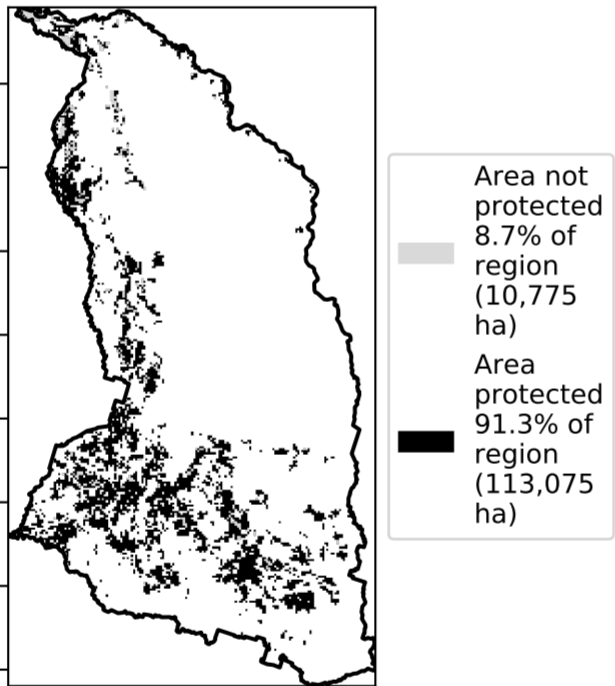 Area not
protected
8.7% of
region
(10,775
ha)
Area
protected
91.3% of
region
(113,075
ha)